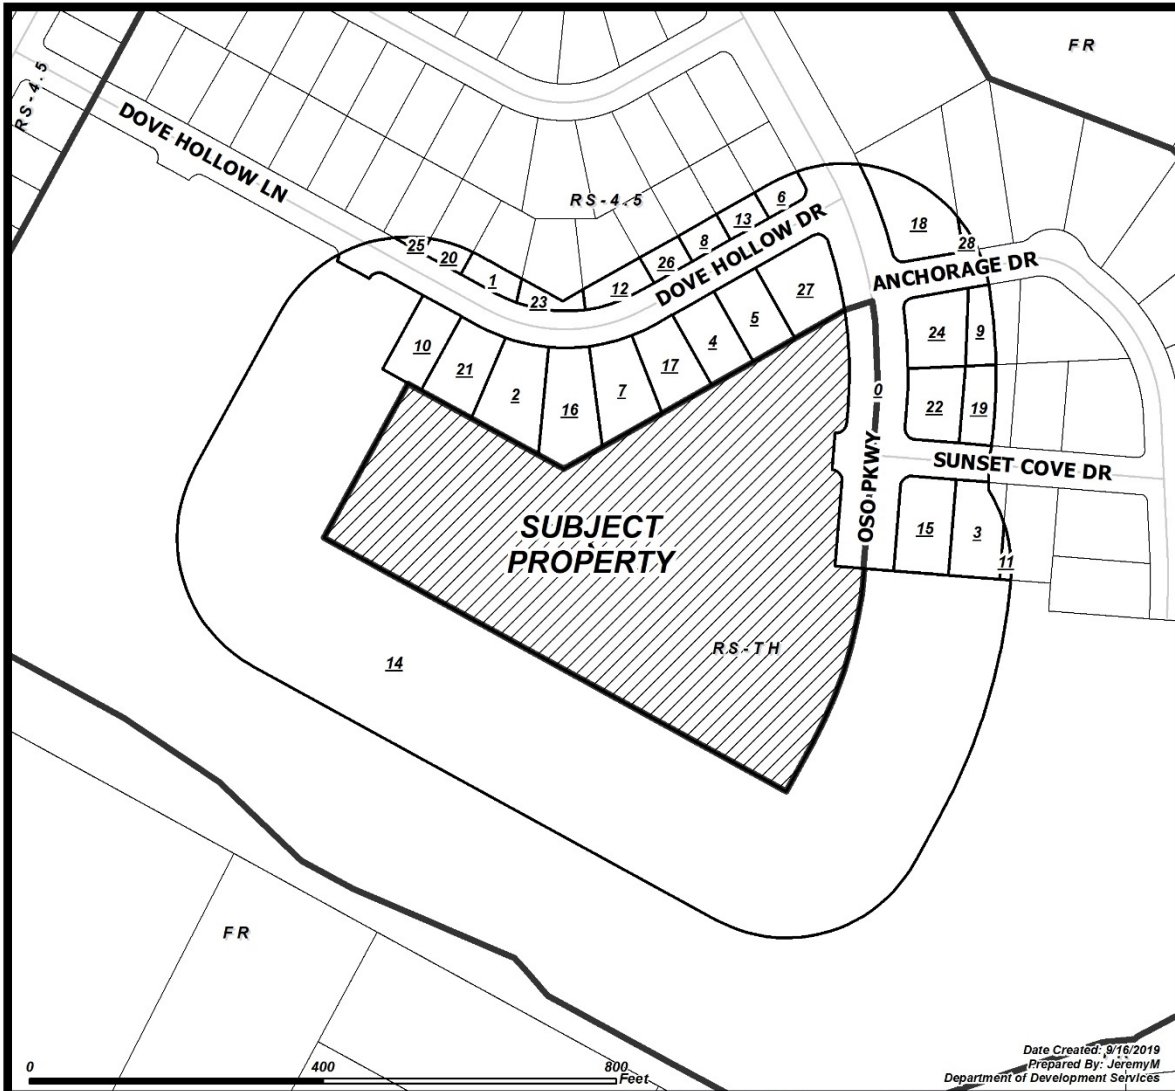 FR
RS-4.5
DOVE HOLLOW LN
RS-4.5
6
13
8
26
12
DOVE HOLLOW DR
18
28
ANCHORAGE DR
25
20
1
23
27
5
4
17
7
16
2
21
10
24
9
0
22
19
OSO PKWY
SUNSET COVE DR
15
3
11
SUBJECT
PROPERTY
RS-TH
14
FR
0
400
800
Feet
Date Created: 9/16/2019
Prepared By: JeremyM
Department of Development Services